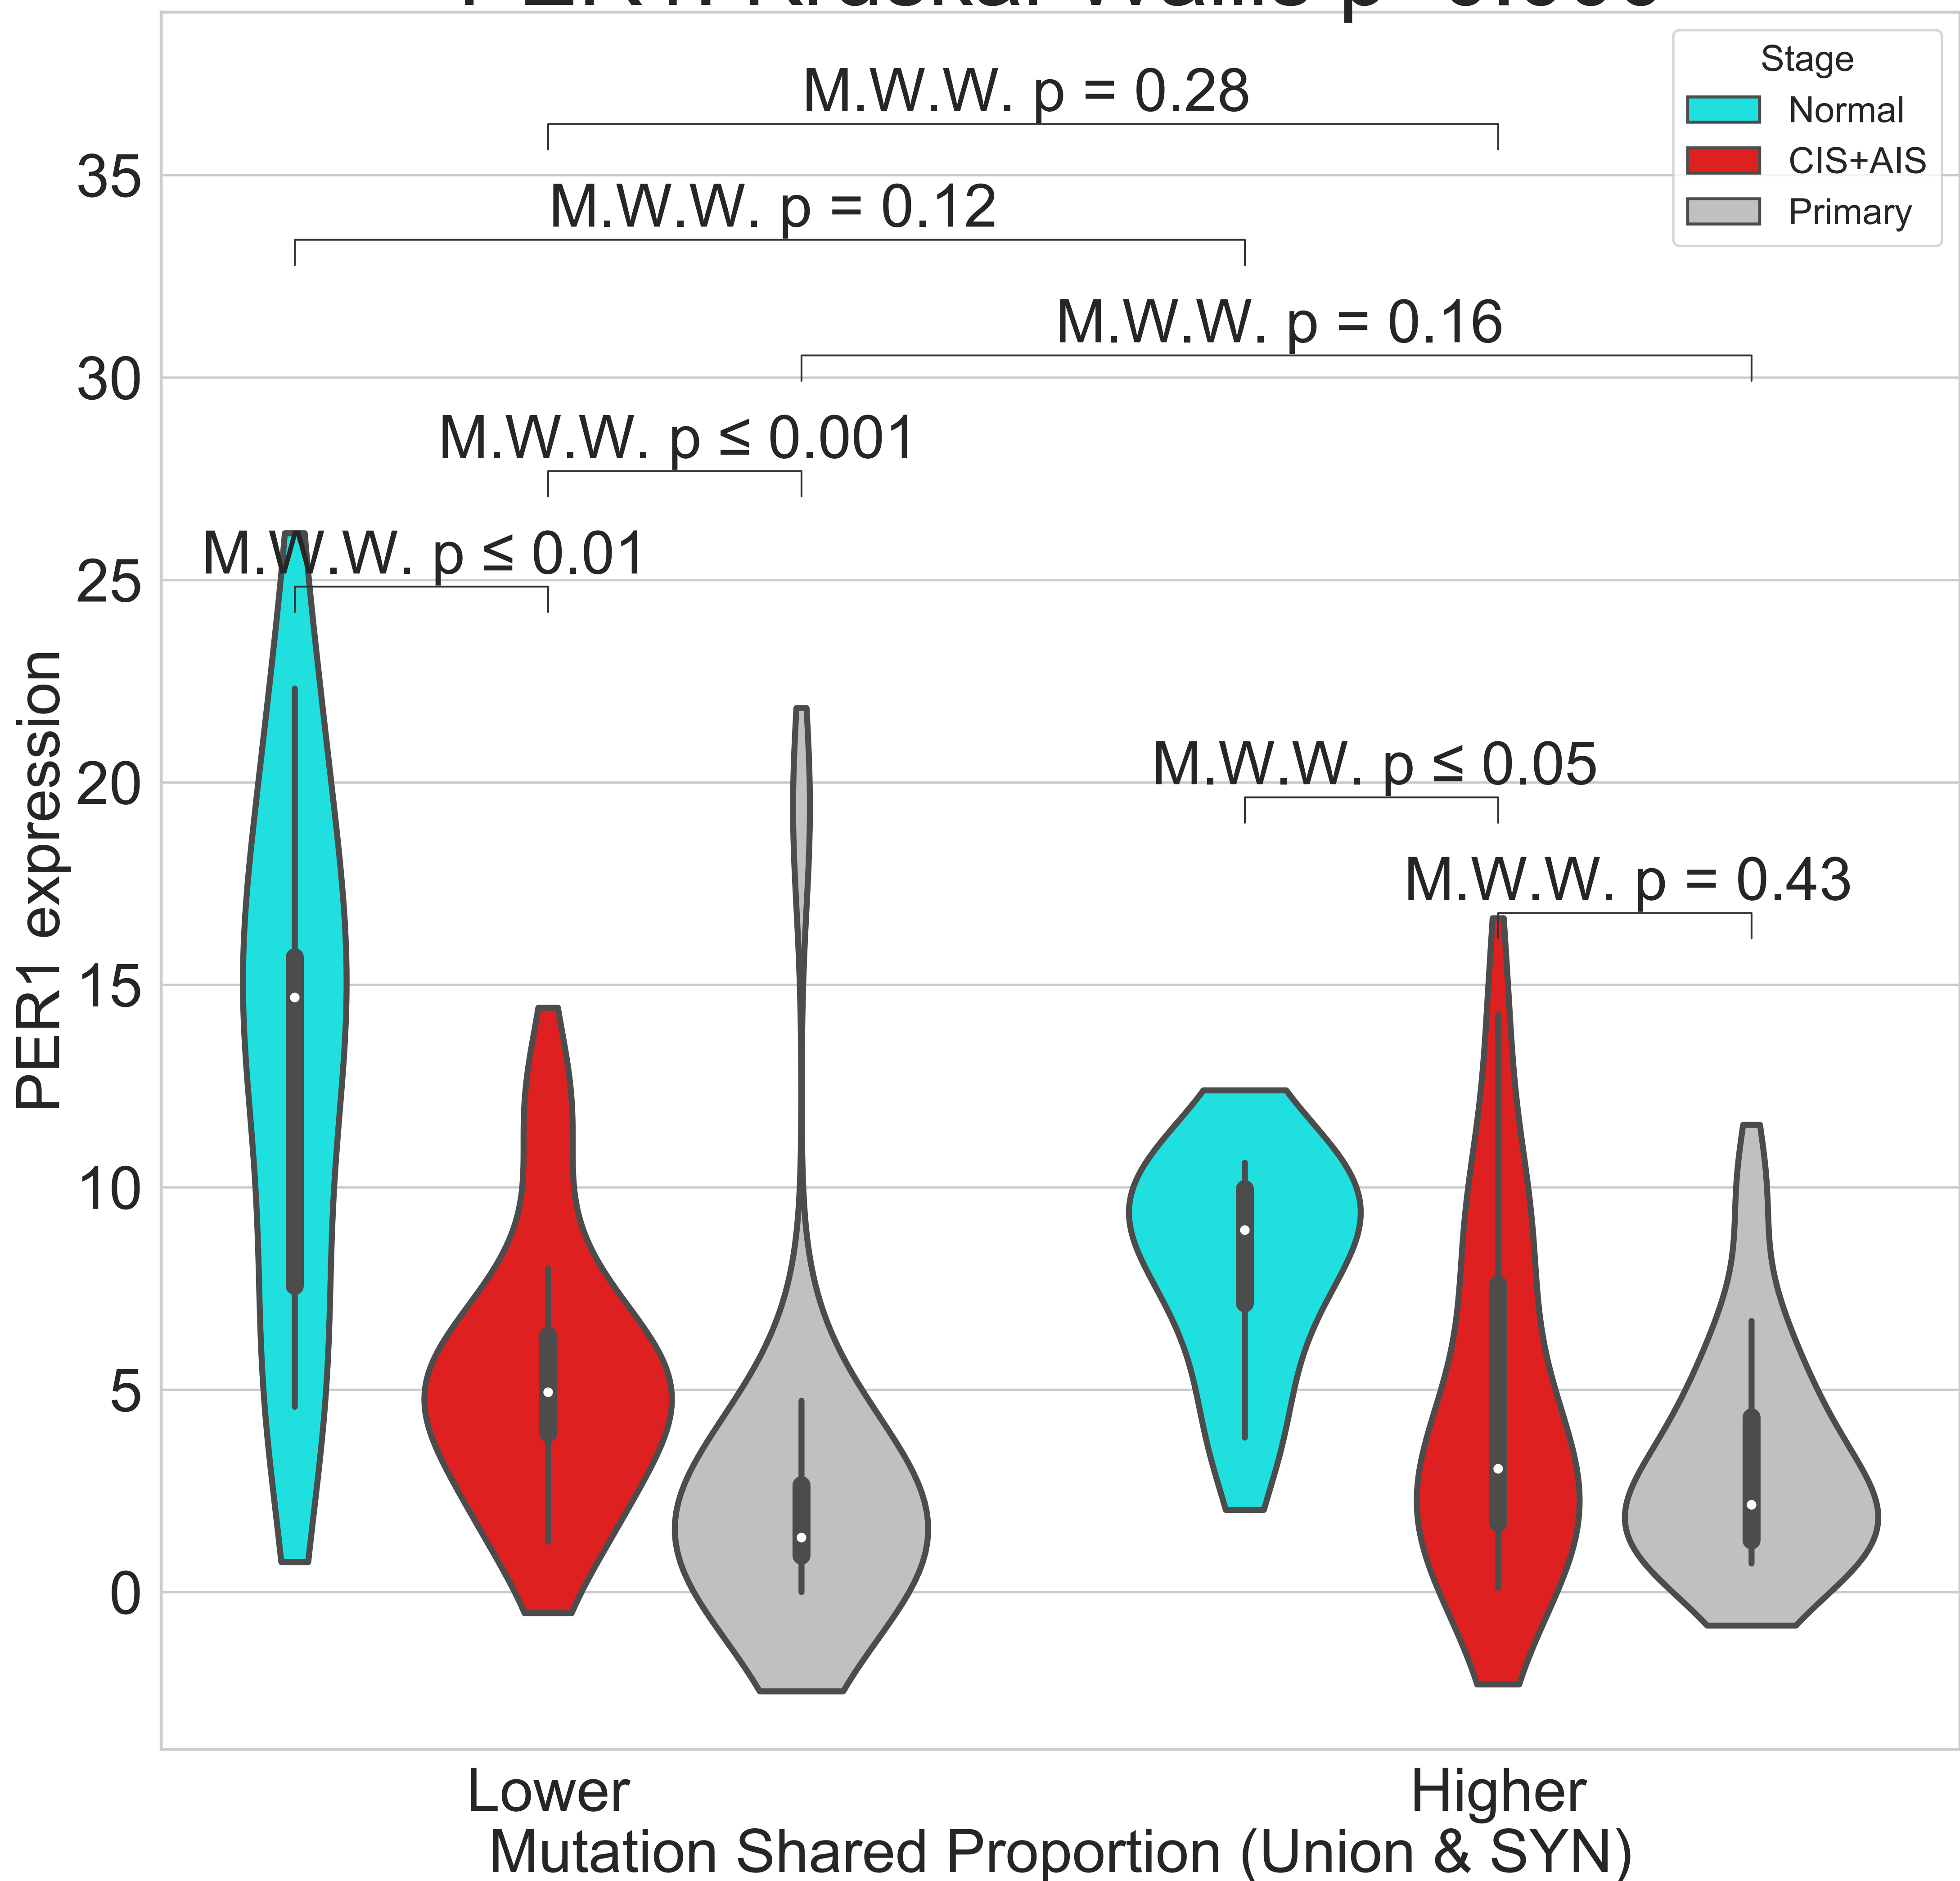 Stage
Normal
CIS+AIS
Primary
M.W.W. p = 0.28
M.W.W. p = 0.12
M.W.W. p = 0.16
M.W.W. p ≤ 0.001
M.W.W. p ≤ 0.01
M.W.W. p ≤ 0.05
M.W.W. p = 0.43
35
30
25
20
15
10
5
0
PER1 expression
Lower
Higher
Mutation Shared Proportion (Union & SYN)